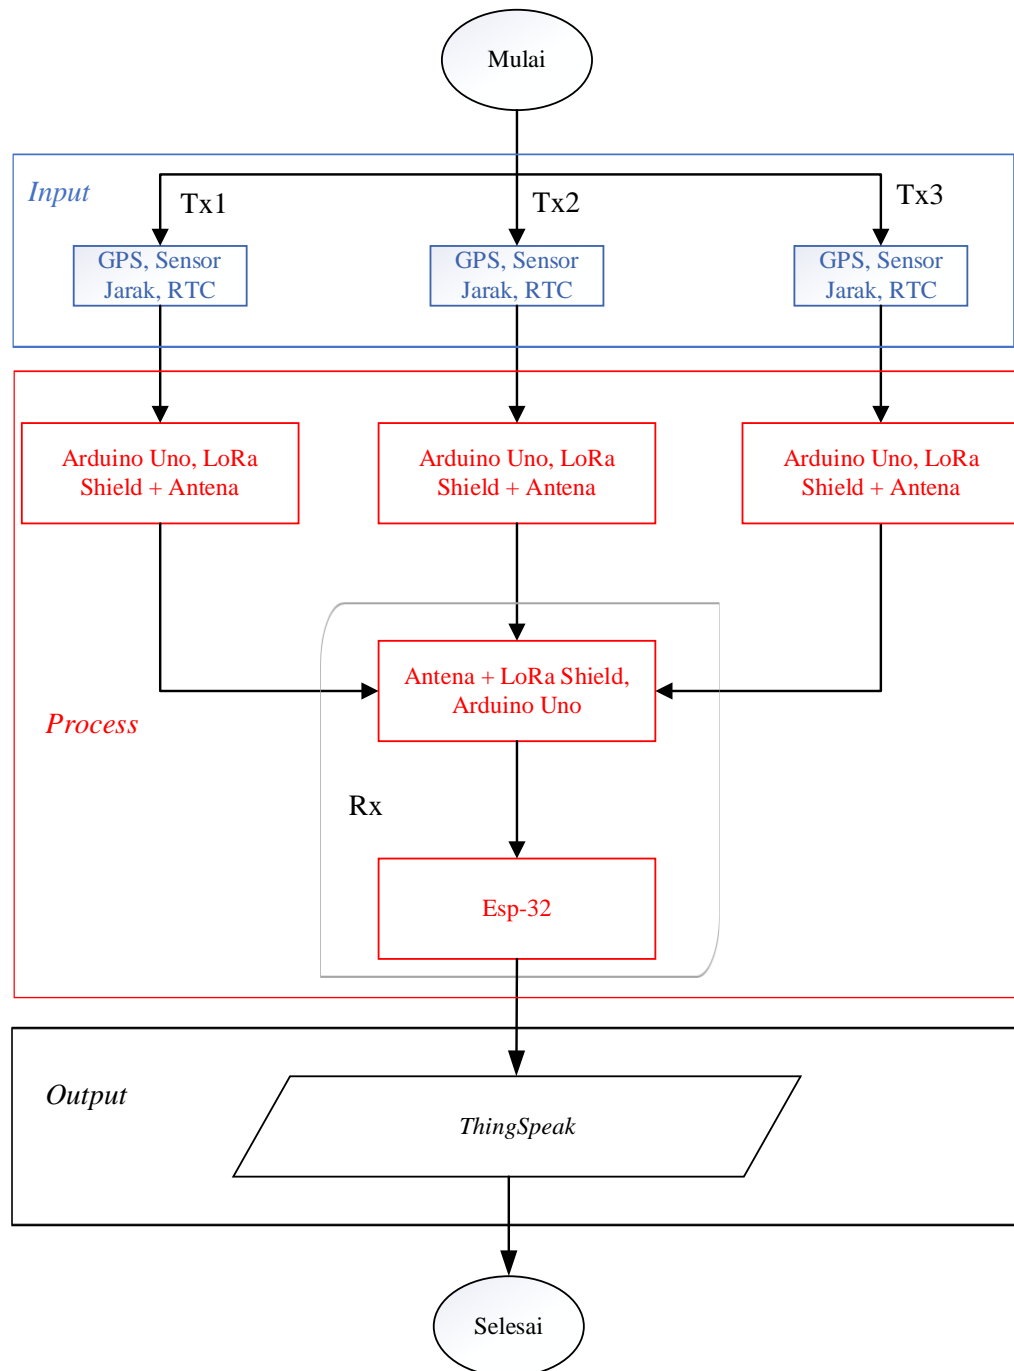 Mulai
Input
Tx1
Tx2
Tx3
GPS, Sensor
Jarak, RTC
GPS, Sensor
Jarak, RTC
GPS, Sensor
Jarak, RTC
Arduino Uno, LoRa
Shield + Antena
Arduino Uno, LoRa
Shield + Antena
Arduino Uno, LoRa
Shield + Antena
Antena + LoRa Shield,
Arduino Uno
Process
Rx
Esp-32
Output
ThingSpeak
Selesai